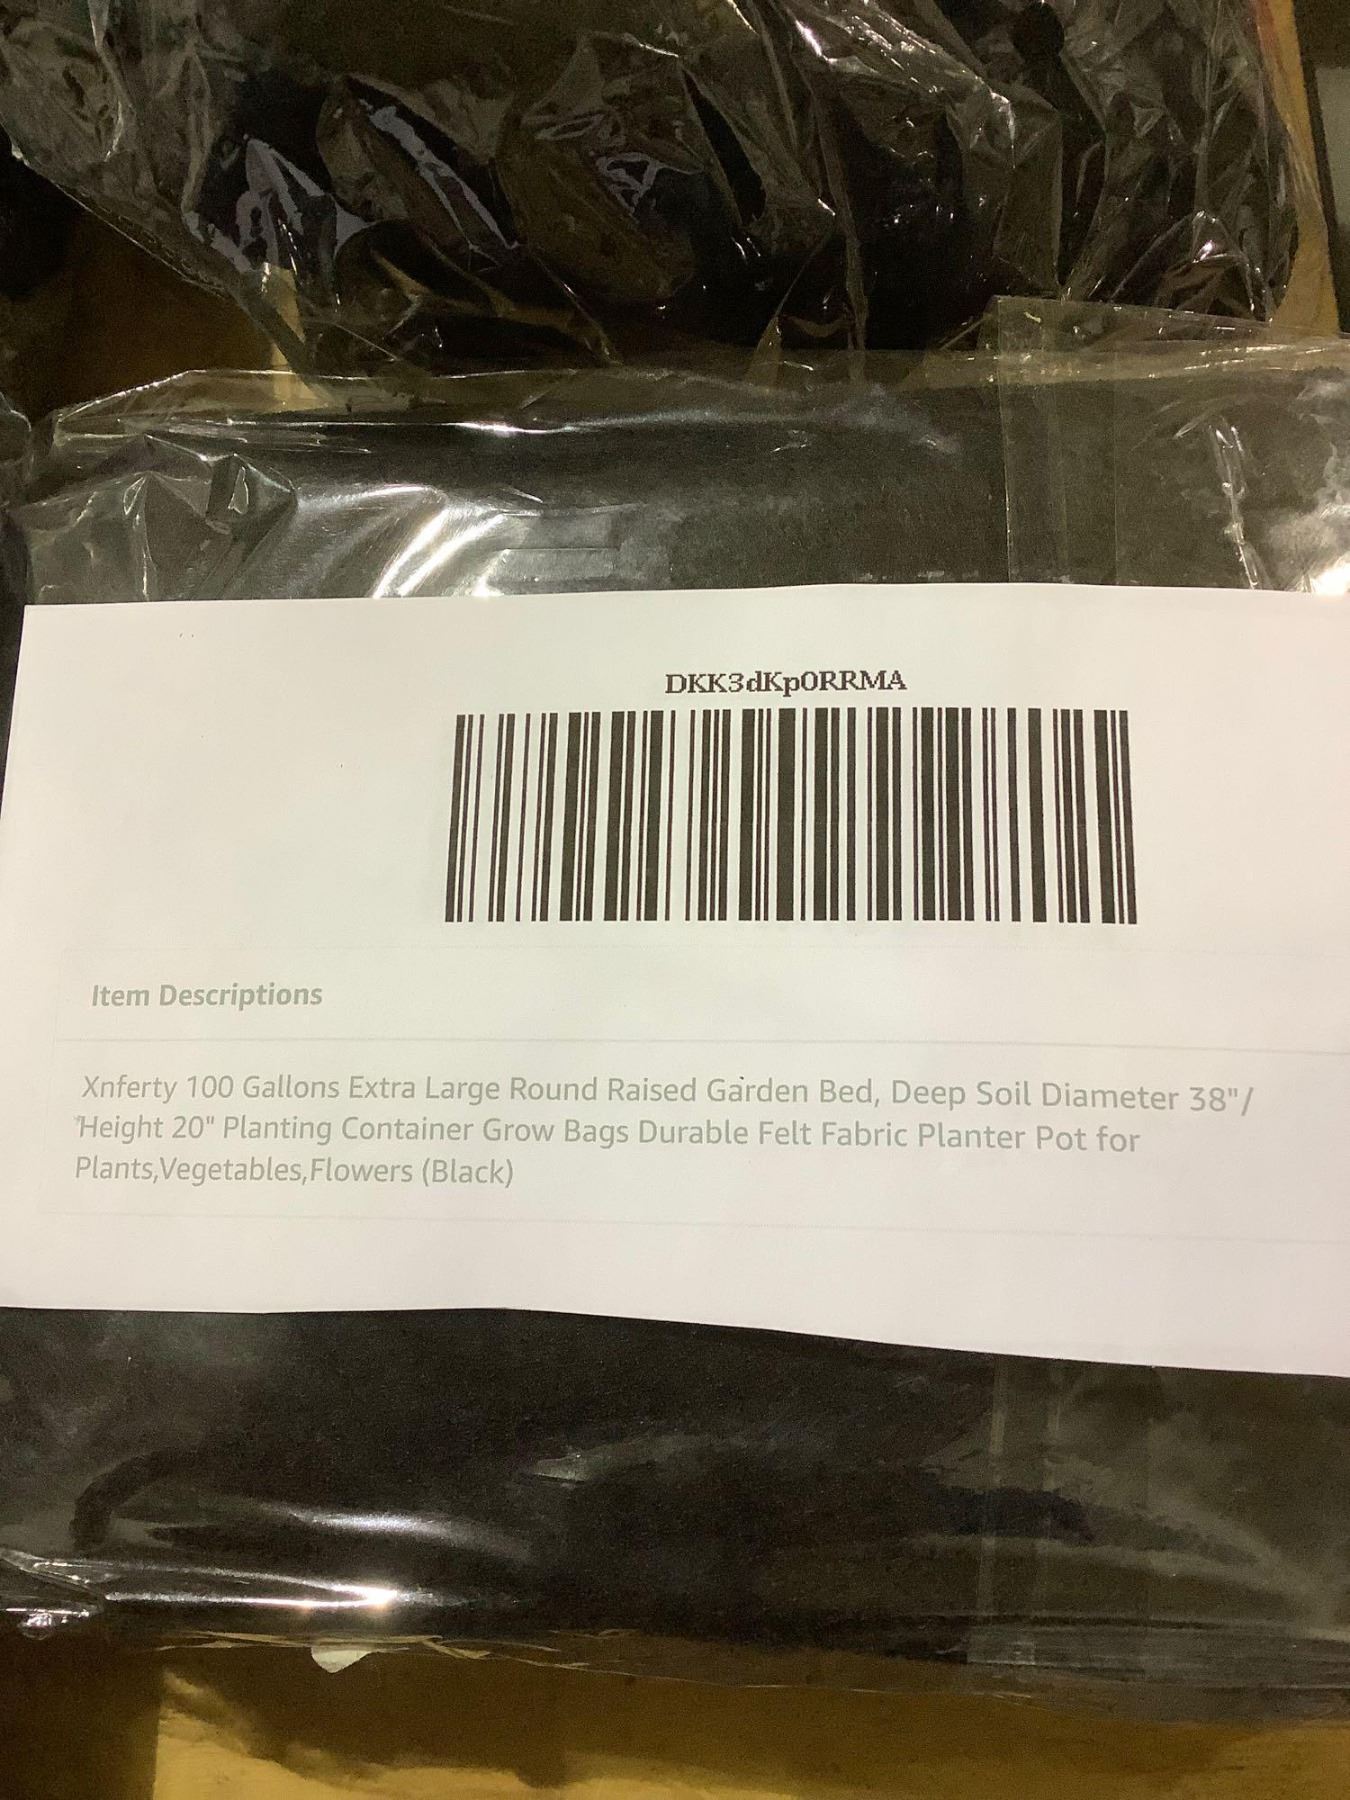 DKK3dKp0RRMA
Item Descriptions
Xnferty 100 Gallons Extra Large Round Raised Garden Bed, Deep Soil Diameter 38"/
Height 20" Planting Container Grow Bags Durable Felt Fabric Planter Pot for
Plants,Vegetables,Flowers (Black)